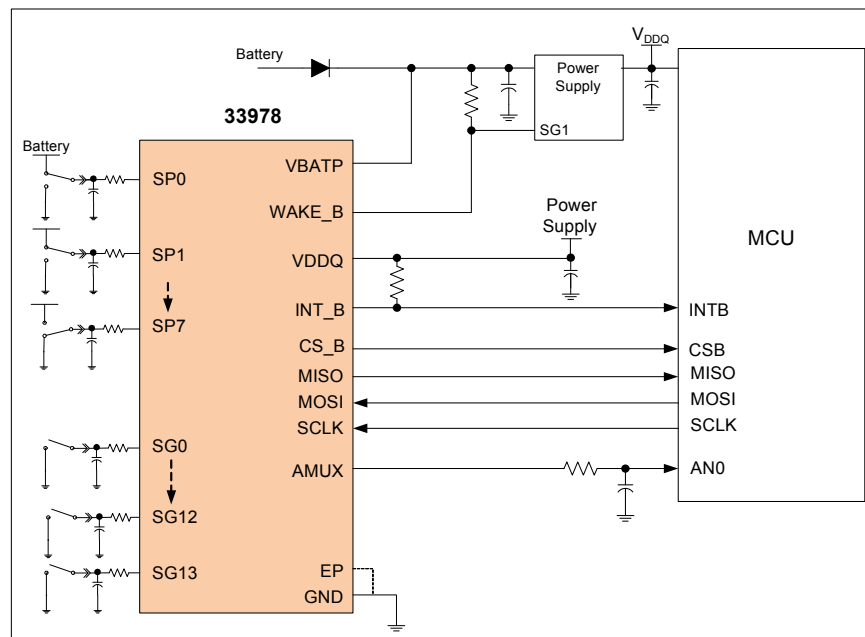 Battery
V_DDQ
Power
Supply
SG1
33978
Battery
SP0
SP1
SP7
SG0
SG12
SG13
VBATP
WAKE_B
VDDQ
INT_B
CS_B
MISO
MOSI
SCLK
AMUX
EP
GND
Power
Supply
MCU
INTB
CSB
MISO
MOSI
SCLK
AN0